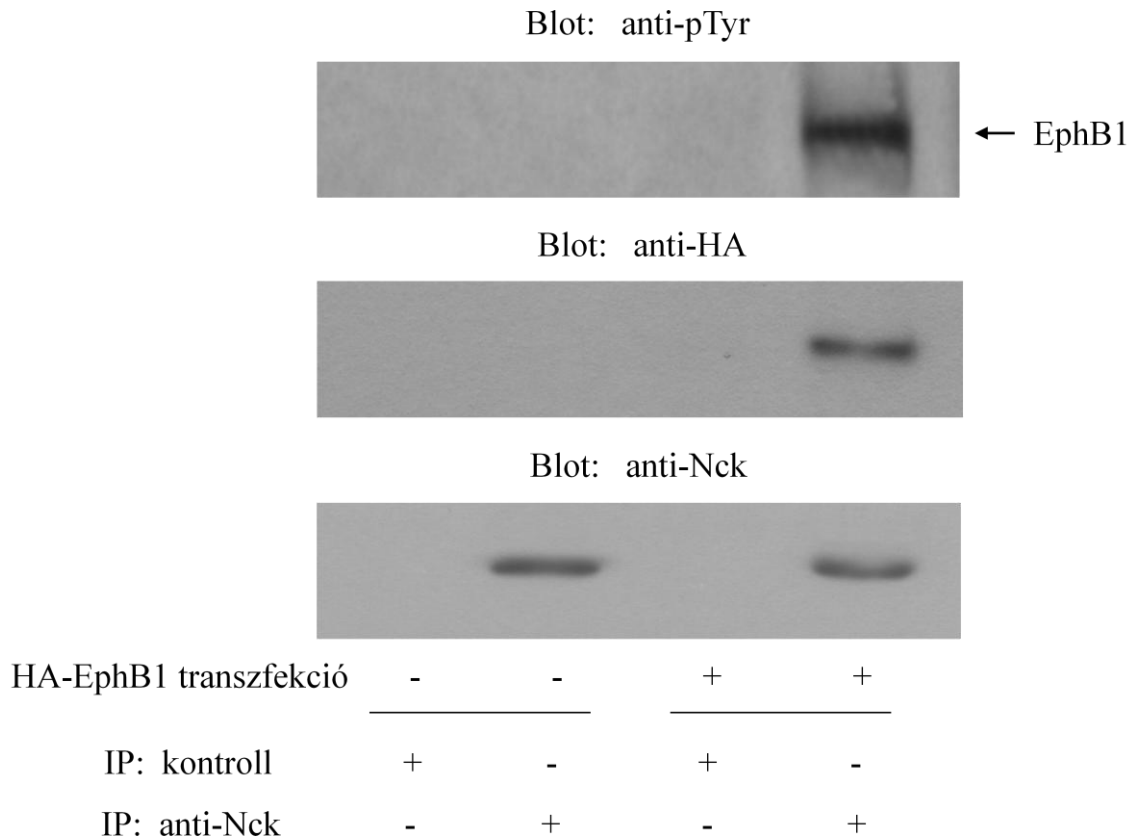 Blot: anti-pTyr
← EphB1
Blot: anti-HA
Blot: anti-Nck
HA-EphB1 transzfekció - - + +
IP: kontroll + - + -
IP: anti-Nck - + - +